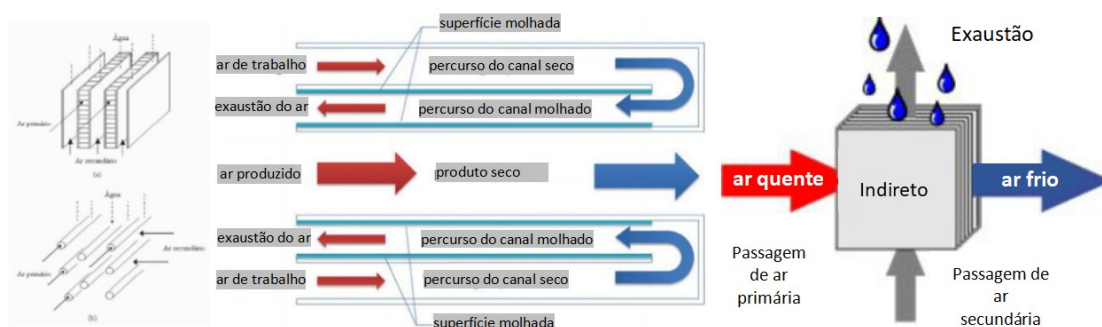 Água
Ar primário
Ar secundário
(a)
Água
Ar secundário
Ar primário
(b)
superfície molhada
ar de trabalho
percurso do canal seco
exaustão do ar
percurso do canal molhado
ar produzido
produto seco
exaustão do ar
percurso do canal molhado
ar de trabalho
percurso do canal seco
superfície molhada
Exaustão
ar quente
Indireto
ar frio
Passagem
de ar
primária
Passagem de
ar
secundária